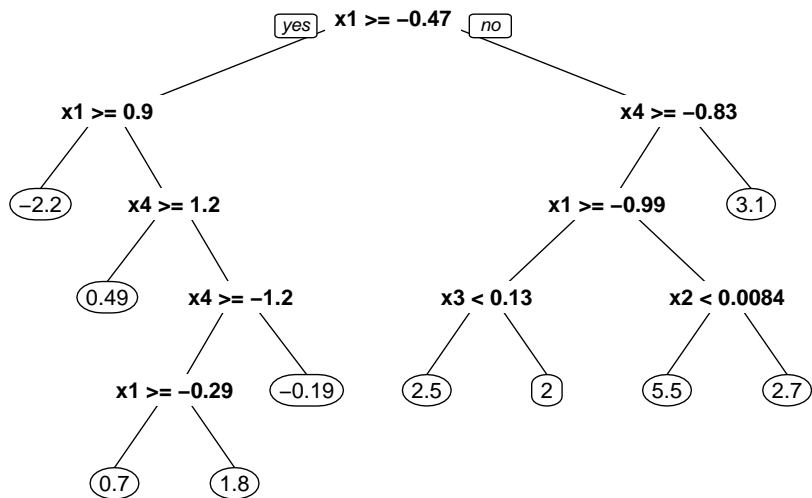 yes x1 >= −0.47 no
x1 >= 0.9 x4 >= −0.83
−2.2 x4 >= 1.2 x1 >= −0.99 3.1
0.49 x4 >= −1.2 x3 < 0.13 x2 < 0.0084
x1 >= −0.29 −0.19 2.5 2 5.5 2.7
0.7 1.8